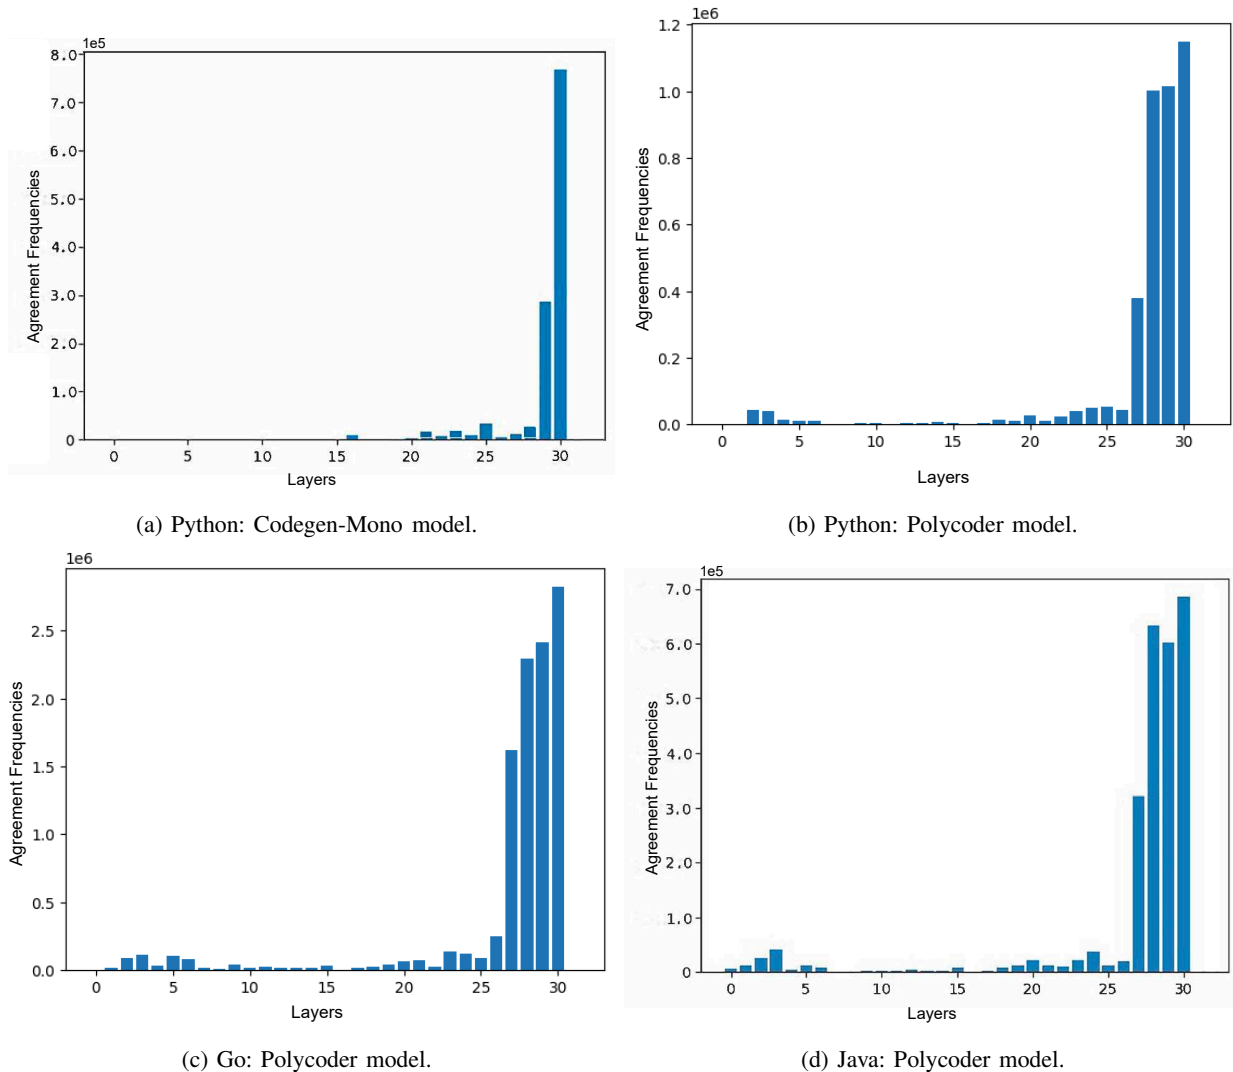 1e5
8.0
7.0
6.0
5.0
4.0
3.0
2.0
1.0
0
Agreement Frequencies
0 5 10 15 20 25 30
Layers
(a) Python: Codegen-Mono model.
1e6
1.2
1.0
0.8
0.6
0.4
0.2
0.0
Agreement Frequencies
0 5 10 15 20 25 30
Layers
(b) Python: Polycoder model.
1e6
2.5
2.0
1.5
1.0
0.5
0.0
Agreement Frequencies
0 5 10 15 20 25 30
Layers
(c) Go: Polycoder model.
1e5
7.0
6.0
5.0
4.0
3.0
2.0
1.0
0
Agreement Frequencies
0 5 10 15 20 25 30
Layers
(d) Java: Polycoder model.